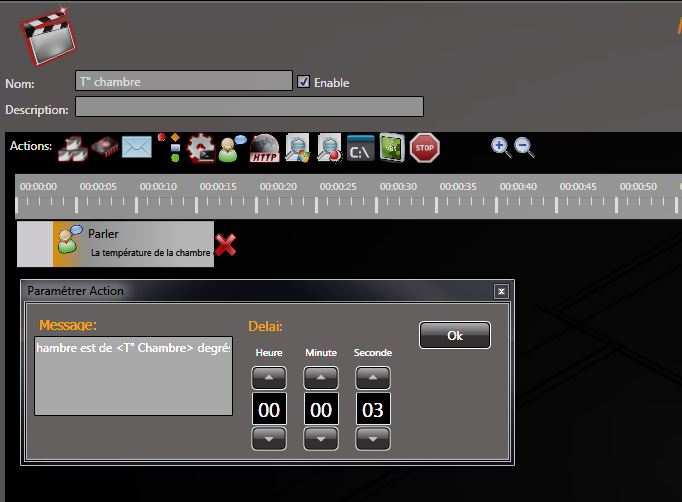 Nom:
T° chambre
Enable
Description:
Actions:
HTTP
C:\
VBS
STOP
00:00:00 00:00:05 00:00:10 00:00:15 00:00:20 00:00:25 00:00:30 00:00:35 00:00:40 00:00:45 00:00:50
Parler
La température de la chambre
Paramétrer Action
Message:
hambre est de <T° Chambre> degrés
Delai:
Ok
Heure Minute Seconde
00 00 03